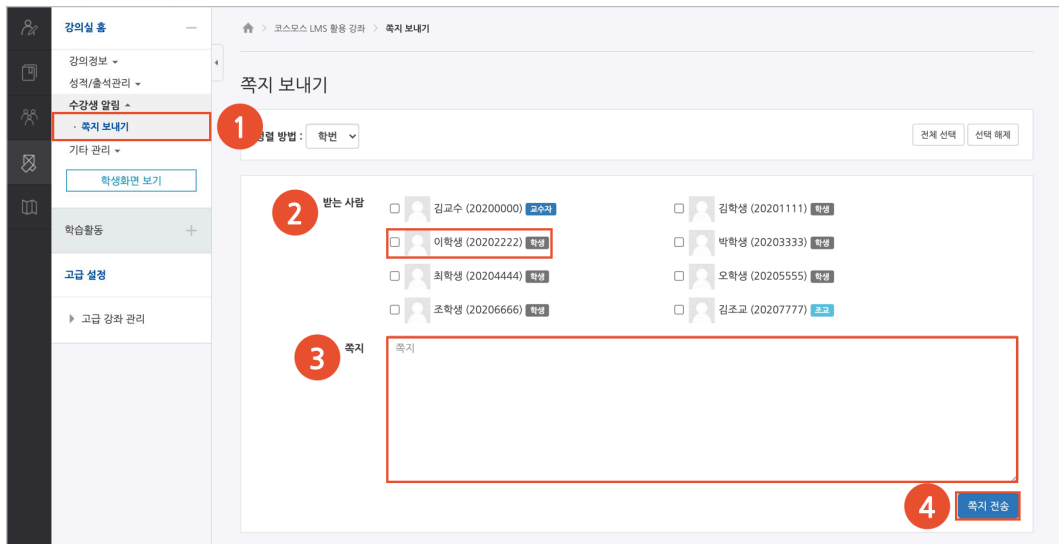 강의실 홈
강의정보
성적/출석관리
수강생 알림
· 쪽지 보내기
기타 관리
학생화면 보기
학습활동
고급 설정
고급 강좌 관리
코스모스 LMS 활용 강좌 > 쪽지 보내기
쪽지 보내기
1
렬 방법 : 학번
전체 선택 선택 해제
2
받는 사람
김교수 (20200000) 교수자
김학생 (20201111) 학생
이학생 (20202222) 학생
박학생 (20203333) 학생
최학생 (20204444) 학생
오학생 (20205555) 학생
조학생 (20206666) 학생
김조교 (20207777) 조교
3
쪽지
쪽지
4
쪽지 전송